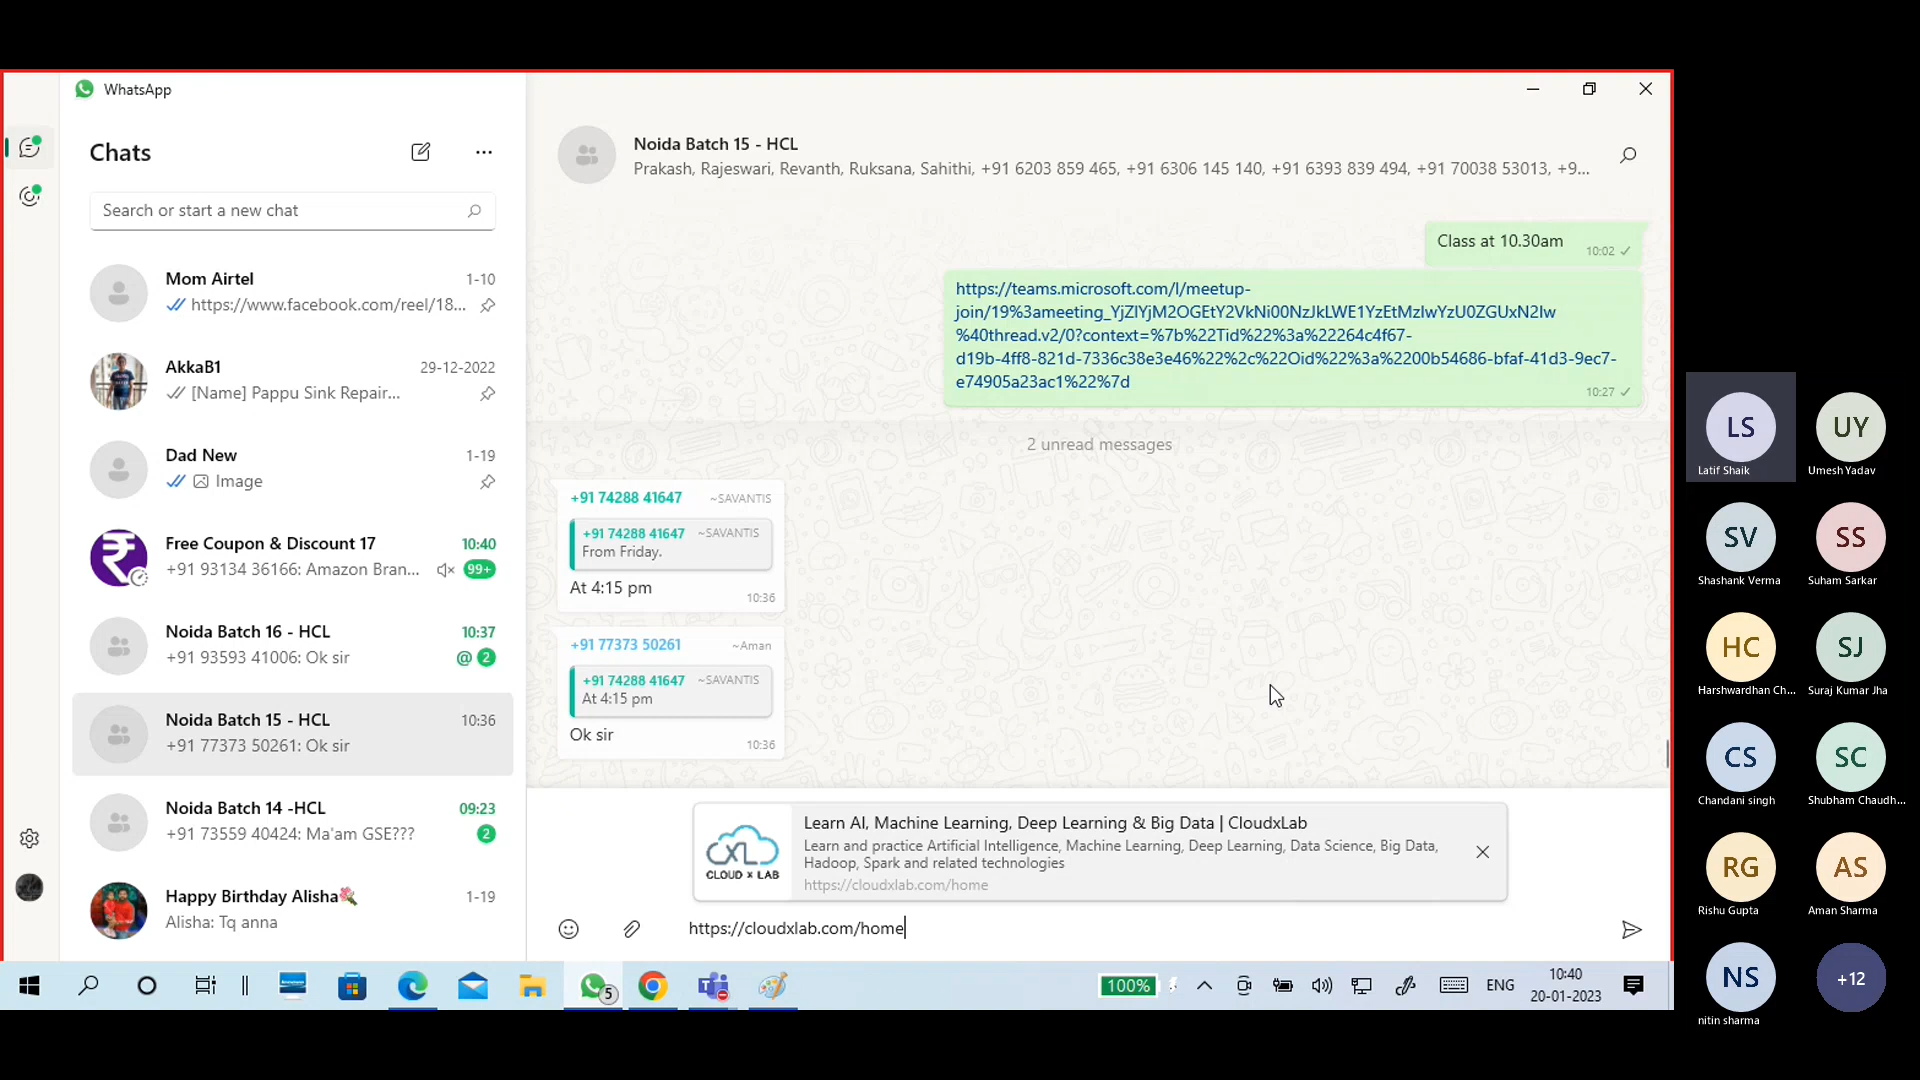 WhatsApp
Chats
Search or start a new chat
Mom Airtel 1-10
https://www.facebook.com/reel/18...
AkkaB1 29-12-2022
[Name] Pappu Sink Repair...
Dad New 1-19
Image
Free Coupon & Discount 17 10:40
+91 93134 36166: Amazon Bran... 99+
Noida Batch 16 - HCL 10:37
+91 93593 41006: Ok sir @ 2
Noida Batch 15 - HCL 10:36
+91 77373 50261: Ok sir
Noida Batch 14 -HCL 09:23
+91 73559 40424: Ma'am GSE??? 2
Happy Birthday Alisha 1-19
Alisha: Tq anna
Noida Batch 15 - HCL
Prakash, Rajeswari, Revanth, Ruksana, Sahithi, +91 6203 859 465, +91 6306 145 140, +91 6393 839 494, +91 70038 53013, +9...
Class at 10.30am 10:02
https://teams.microsoft.com/l/meetup-
join/19%3ameeting_YjZlYjM2OGEtY2VkNi00NzJkLWE1YzEtMzIwYzU0ZGUxN2Iw
%40thread.v2/0?context=%7b%22Tid%22%3a%22264c4f67-
d19b-4ff8-821d-7336c38e3e46%22%2c%22Oid%22%3a%2200b54686-bfaf-41d3-9ec7-
e74905a23ac1%22%7d
10:27
2 unread messages
+91 74288 41647 ~SAVANTIS
+91 74288 41647 ~SAVANTIS
From Friday.
At 4:15 pm
10:36
+91 77373 50261 ~Aman
+91 74288 41647 ~SAVANTIS
At 4:15 pm
Ok sir
10:36
CLOUD X LAB
Learn AI, Machine Learning, Deep Learning & Big Data | CloudxLab
Learn and practice Artificial Intelligence, Machine Learning, Deep Learning, Data Science, Big Data,
Hadoop, Spark and related technologies
https://cloudxlab.com/home
https://cloudxlab.com/home
5
100%
ENG
10:40
20-01-2023
LS UY
Latif Shaik Umesh Yadav
SV SS
Shashank Verma Suham Sarkar
HC SJ
Harshwardhan Ch... Suraj Kumar Jha
CS SC
Chandani singh Shubham Chaudh...
RG AS
Rishu Gupta Aman Sharma
NS +12
nitin sharma